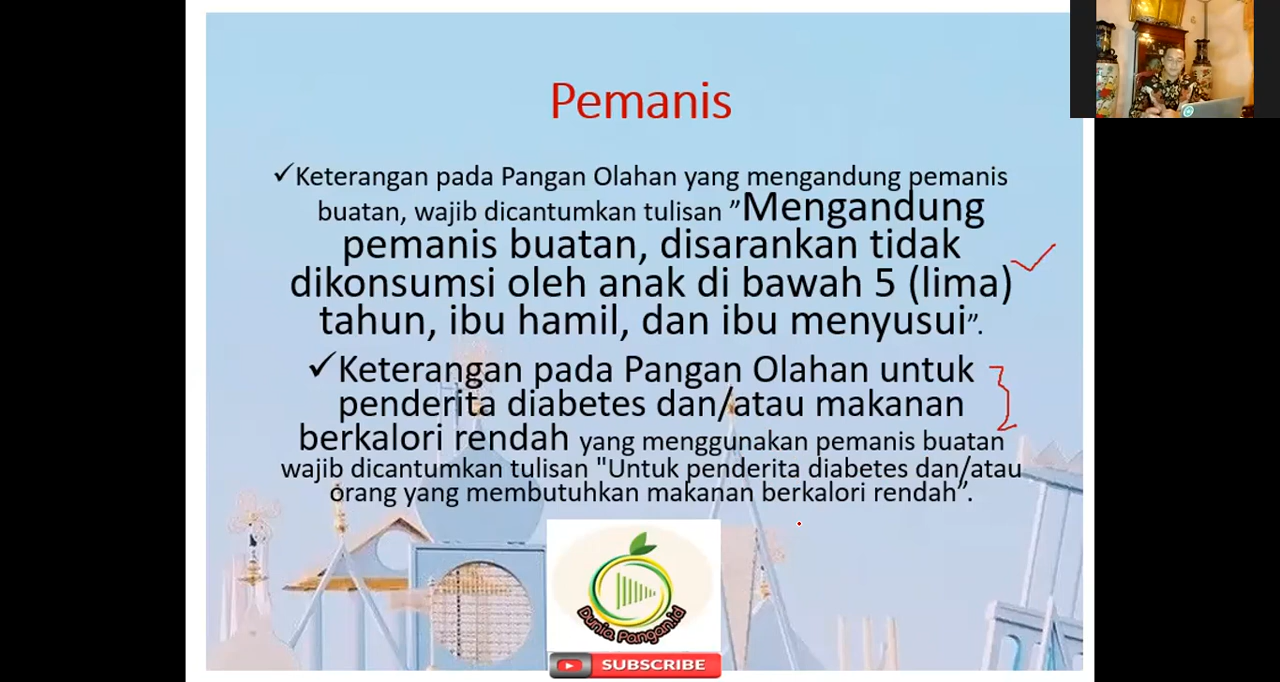 Pemanis
✓Keterangan pada Pangan Olahan yang mengandung pemanis
buatan, wajib dicantumkan tulisan ”Mengandung
pemanis buatan, disarankan tidak
dikonsumsi oleh anak di bawah 5 (lima)
tahun, ibu hamil, dan ibu menyusui”.
✓Keterangan pada Pangan Olahan untuk
penderita diabetes dan/atau makanan
berkalori rendah yang menggunakan pemanis buatan
wajib dicantumkan tulisan "Untuk penderita diabetes dan/atau
orang yang membutuhkan makanan berkalori rendah”.
Dunia Pangan.id
SUBSCRIBE